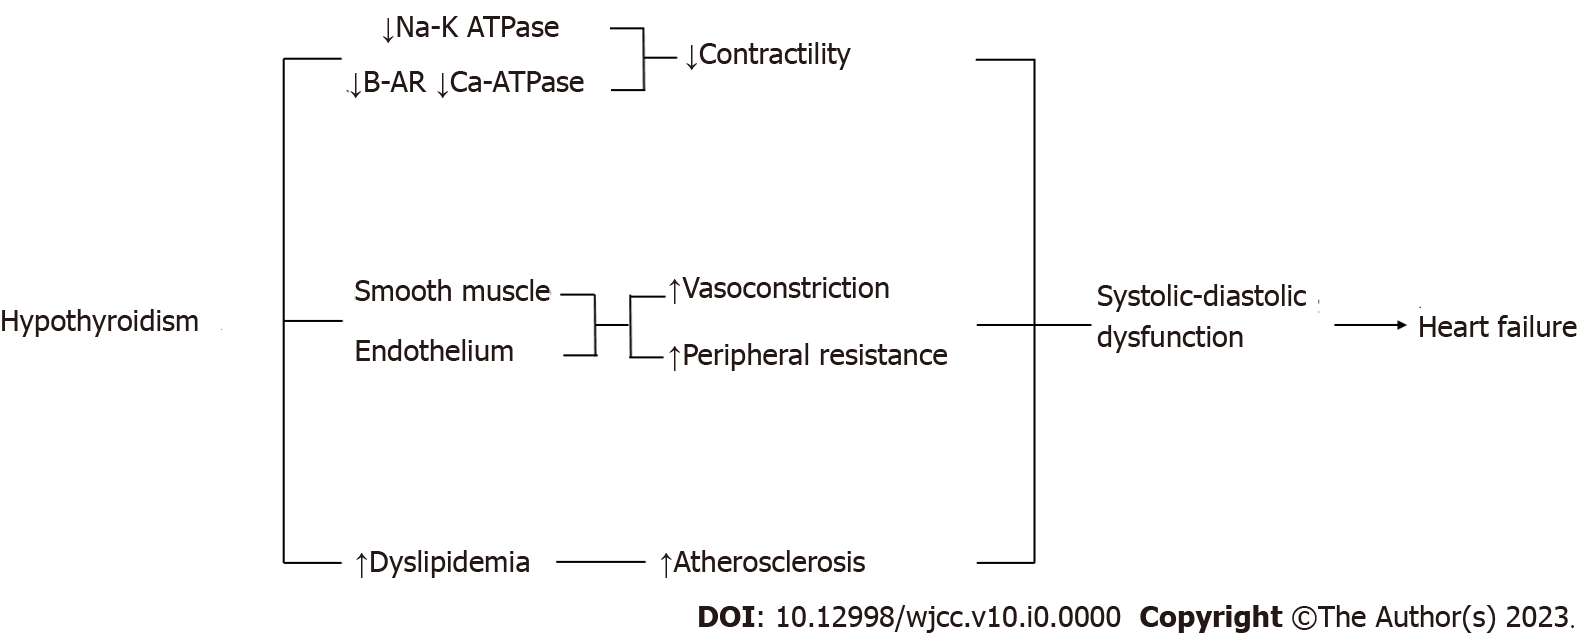 ↓Na-K ATPase
↓Contractility
↓B-AR ↓Ca-ATPase
Hypothyroidism
Smooth muscle
Endothelium
↑Vasoconstriction
↑Peripheral resistance
Systolic-diastolic
dysfunction
Heart failure
↑Dyslipidemia
↑Atherosclerosis
DOI: 10.12998/wjcc.v10.i0.0000 Copyright ©The Author(s) 2023.